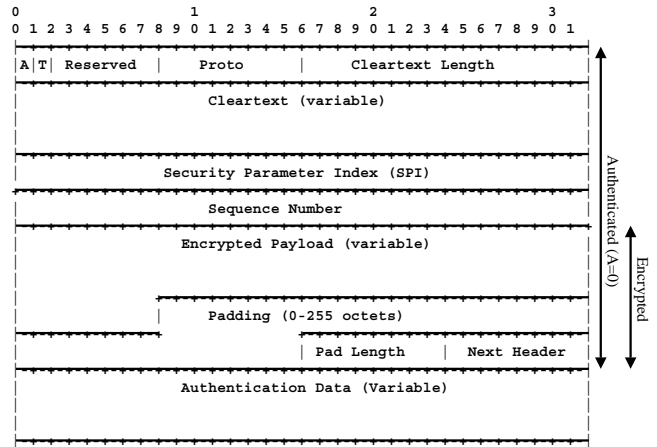 0 1 2 3
0 1 2 3 4 5 6 7 8 9 0 1 2 3 4 5 6 7 8 9 0 1 2 3 4 5 6 7 8 9 0 1
|A|T| Reserved | Proto | Cleartext Length |
Cleartext (variable)
Security Parameter Index (SPI)
Sequence Number
Encrypted Payload (variable)
| Padding (0-255 octets)
| Pad Length | Next Header
Authentication Data (Variable)
Authenticated (A=0)
Encrypted